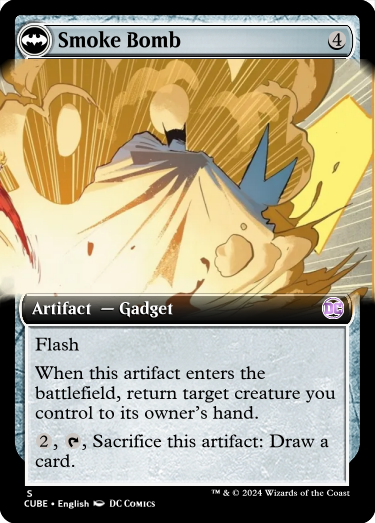 Smoke Bomb 4
Artifact — Gadget DC
Flash
When this artifact enters the
battlefield, return target creature you
control to its owner's hand.
2 , , Sacrifice this artifact: Draw a
card.
S
CUBE • English DC Comics ™ & © 2024 Wizards of the Coast